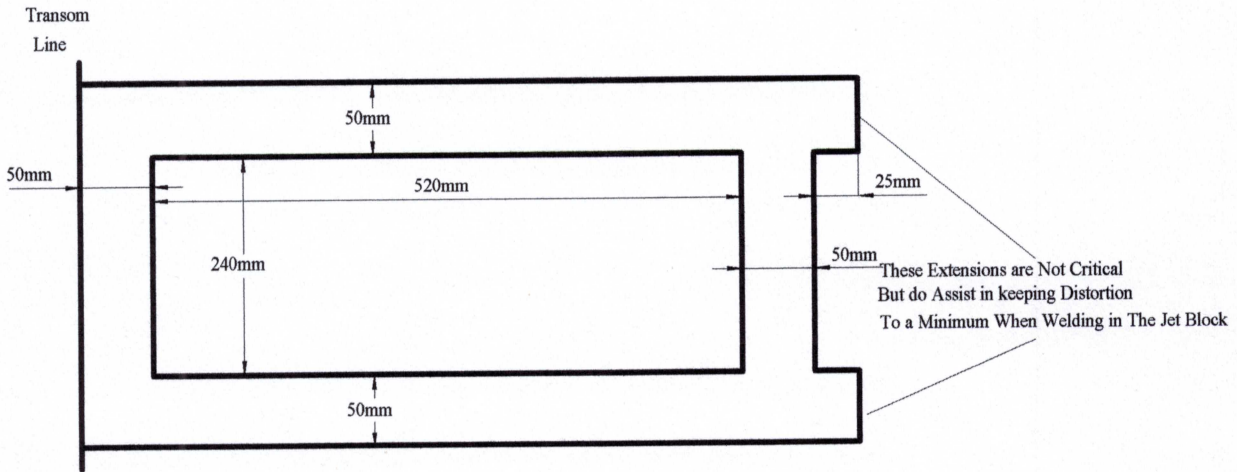 Transom
Line
50mm
50mm
520mm
25mm
240mm
50mm
These Extensions are Not Critical
But do Assist in keeping Distortion
To a Minimum When Welding in The Jet Block
50mm